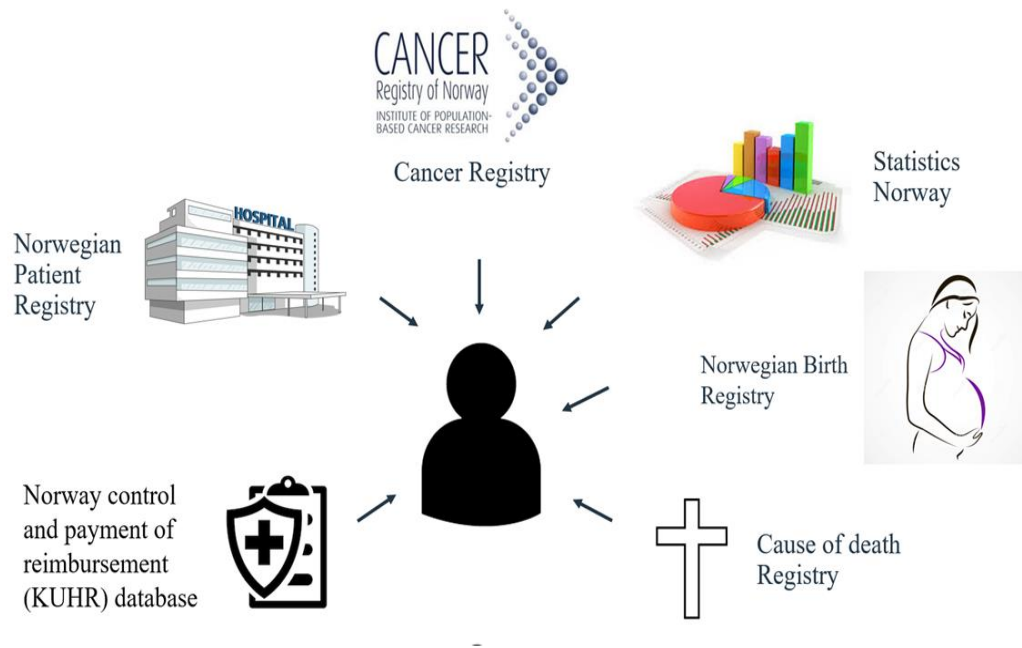 CANCER
Registry of Norway
INSTITUTE OF POPULATION-
BASED CANCER RESEARCH
Cancer Registry
Statistics
Norway
HOSPITAL
Norwegian
Patient
Registry
Norwegian Birth
Registry
Norway control
and payment of
reimbursement
(KUHR) database
Cause of death
Registry